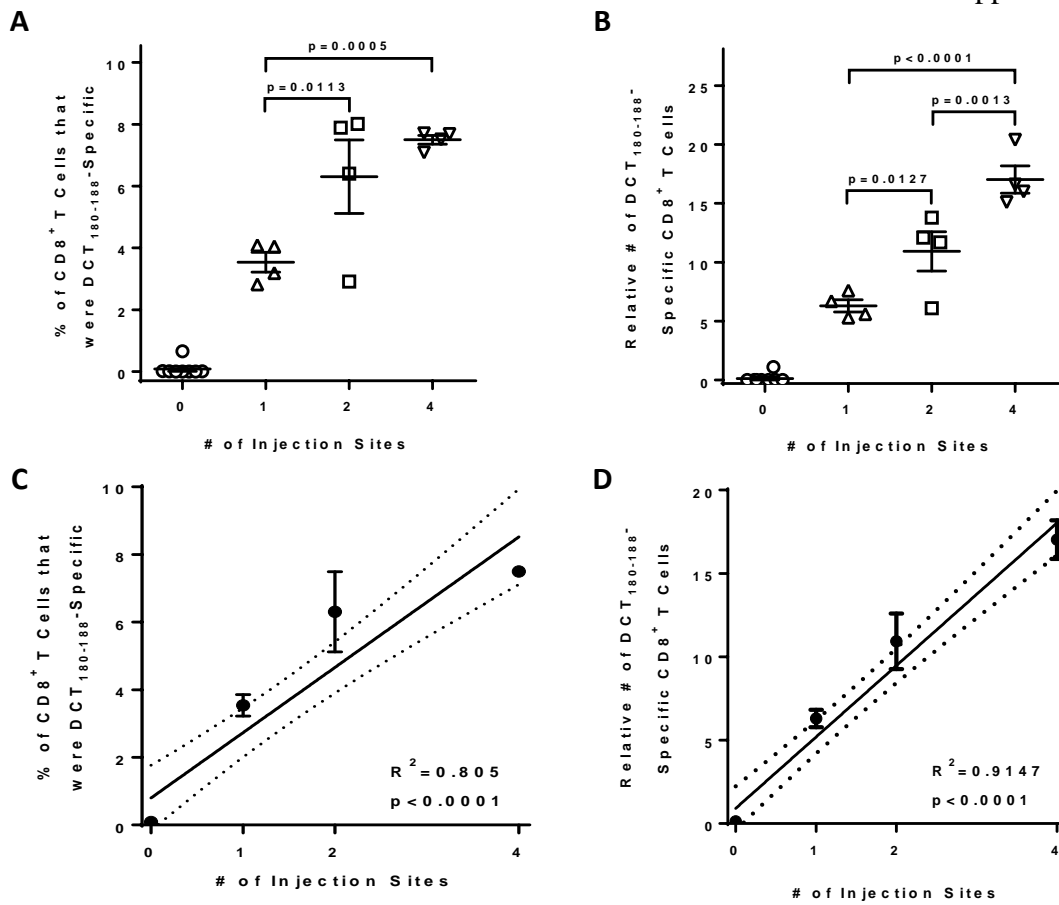 A
% of CD8+ T Cells that
were DCT180-188-Specific
10
8
6
4
2
0
p=0.0005
p=0.0113
0 1 2 4
# of Injection Sites
B
Relative # of DCT180-188-
Specific CD8+ T Cells
25
20
15
10
5
0
p<0.0001
p=0.0013
p=0.0127
0 1 2 4
# of Injection Sites
C
% of CD8+ T Cells that
were DCT180-188-Specific
10
8
6
4
2
0
R2=0.805
p<0.0001
0 1 2 4
# of Injection Sites
D
Relative # of DCT180-188-
Specific CD8+ T Cells
20
15
10
5
0
R2=0.9147
p<0.0001
0 1 2 4
# of Injection Sites